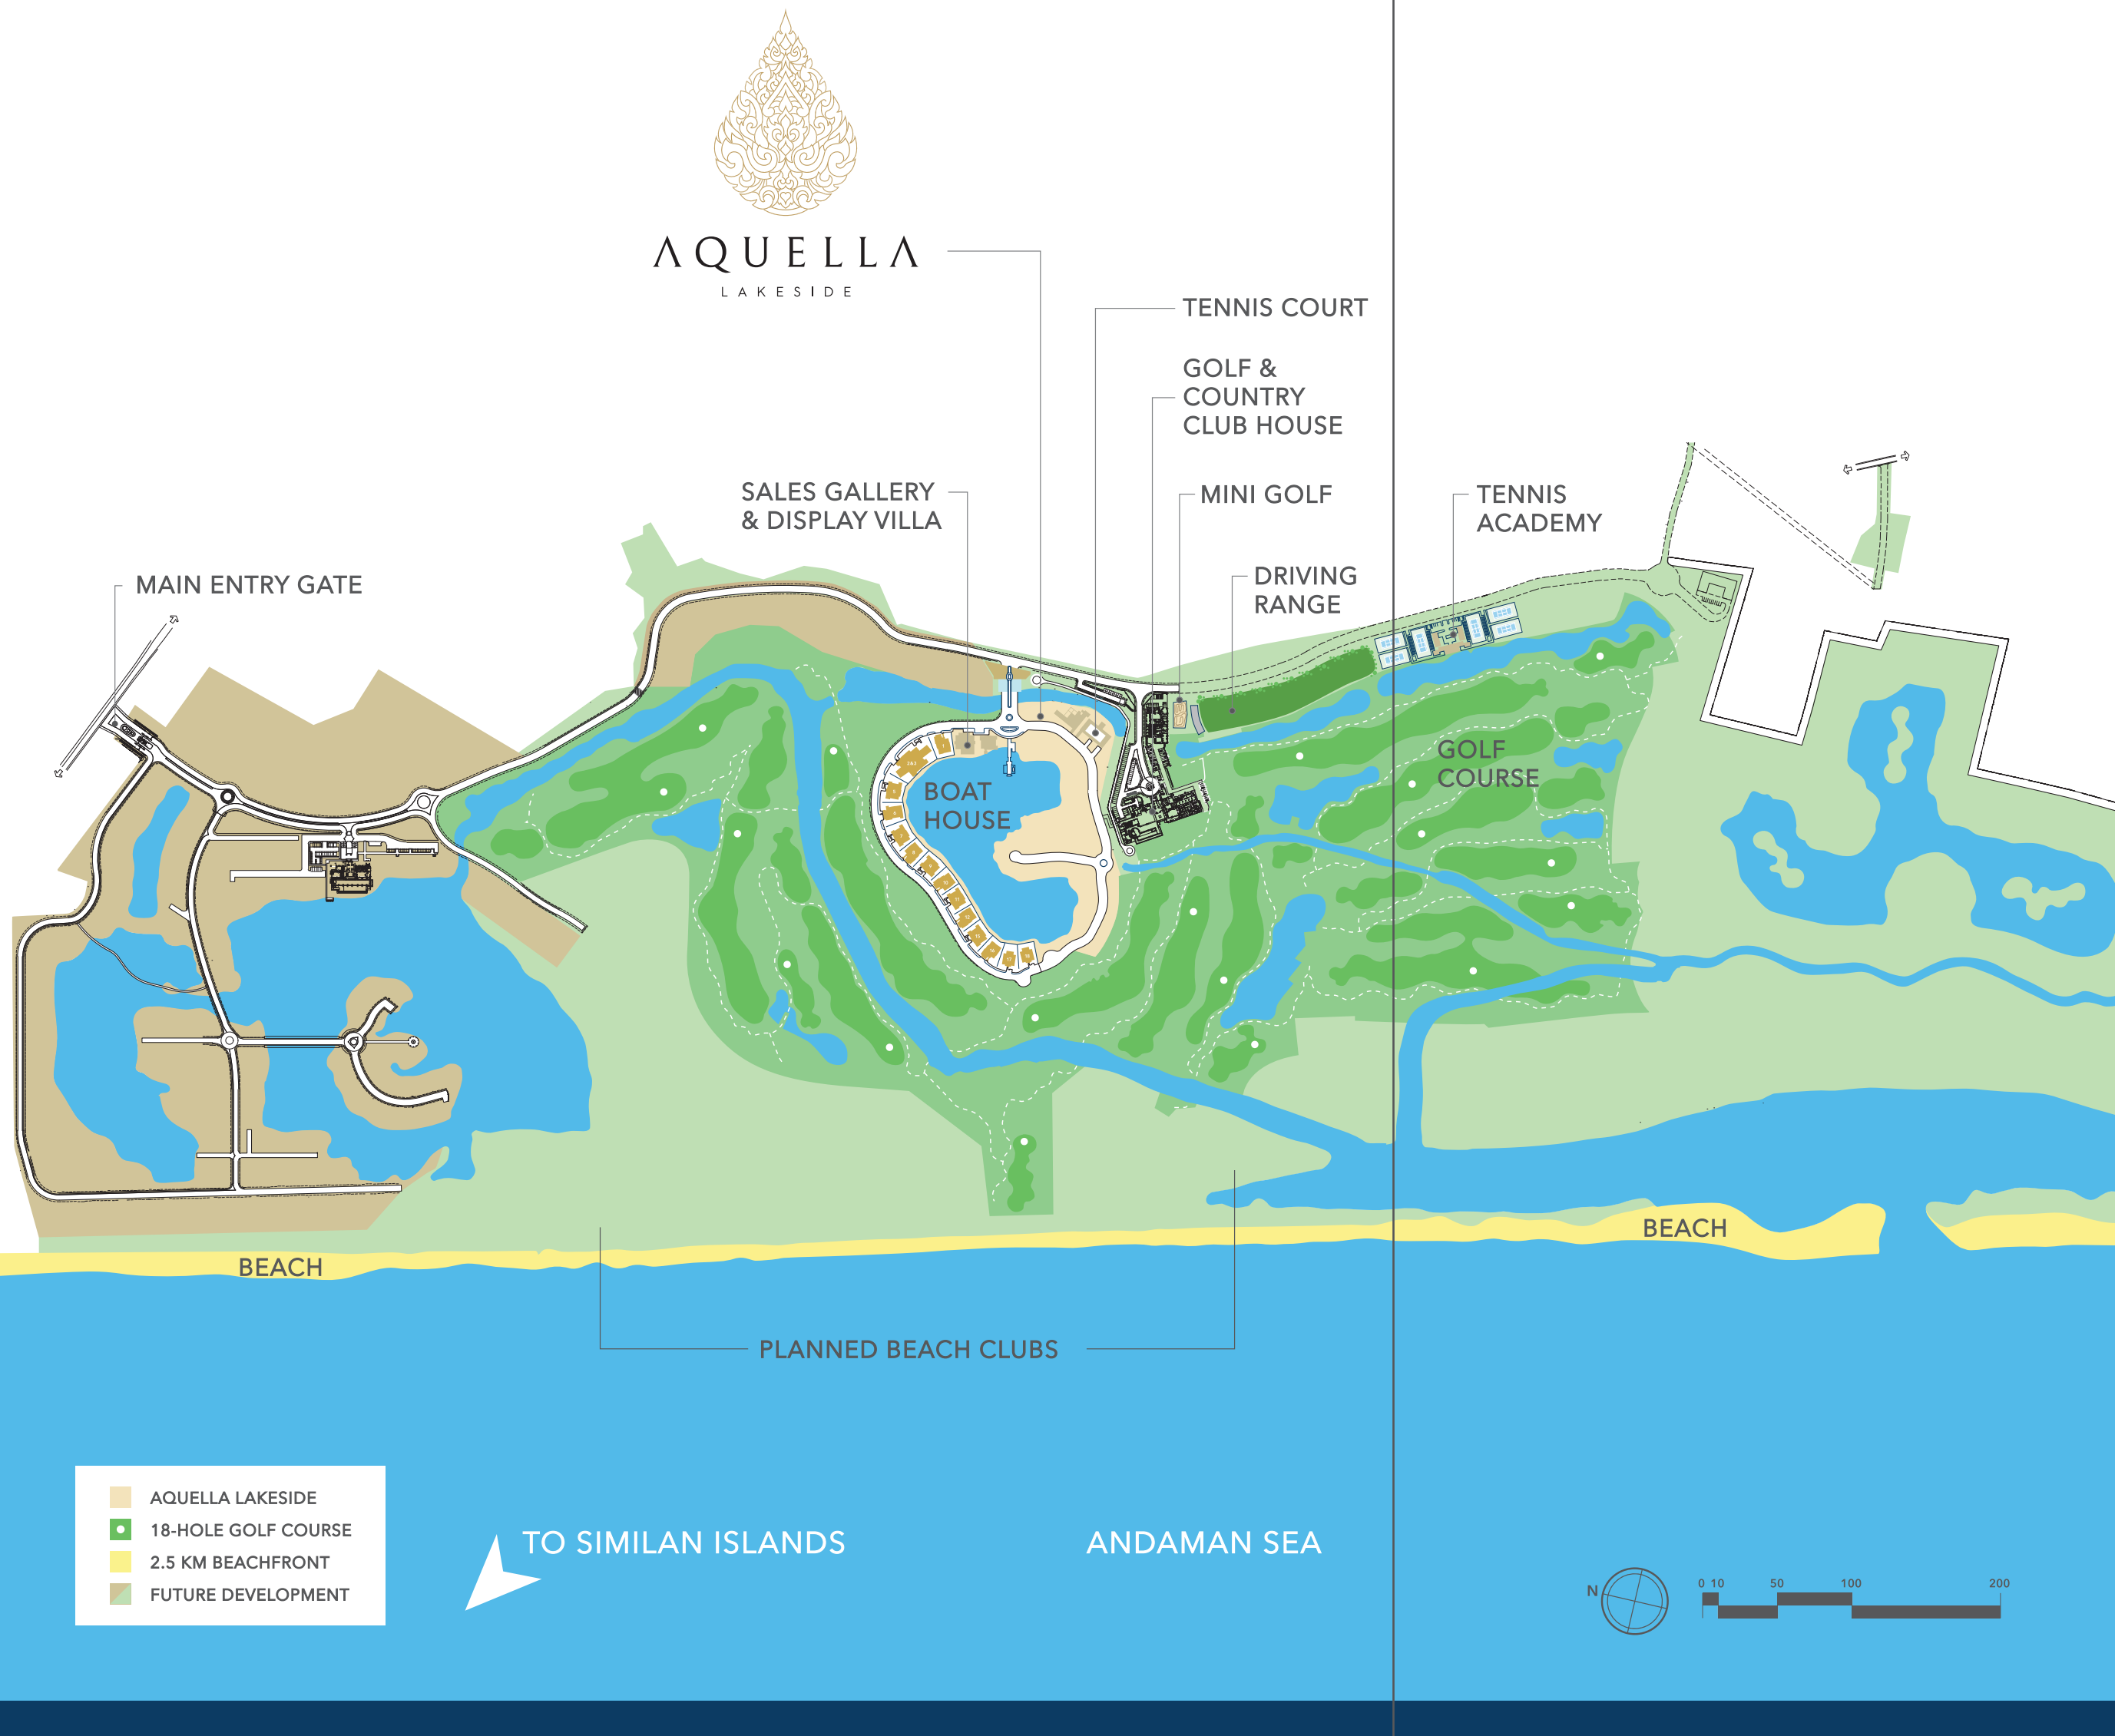 AQUELLA
LAKESIDE
TENNIS COURT
GOLF &
COUNTRY
CLUB HOUSE
SALES GALLERY
& DISPLAY VILLA
MINI GOLF
TENNIS
ACADEMY
DRIVING
RANGE
MAIN ENTRY GATE
GOLF
COURSE
BOAT
HOUSE
BEACH
BEACH
PLANNED BEACH CLUBS
AQUELLA LAKESIDE
18-HOLE GOLF COURSE
2.5 KM BEACHFRONT
FUTURE DEVELOPMENT
TO SIMILAN ISLANDS
ANDAMAN SEA
N
0 10 50 100 200